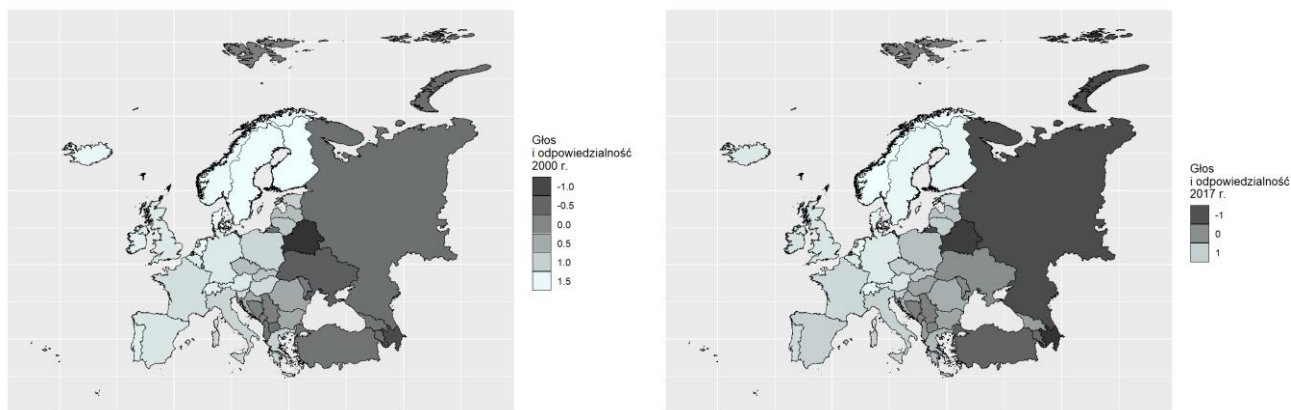 Głos
i odpowiedzialność
2000 r.
-1.0
-0.5
0.0
0.5
1.0
1.5
Głos
i odpowiedzialność
2017 r.
-1
0
1